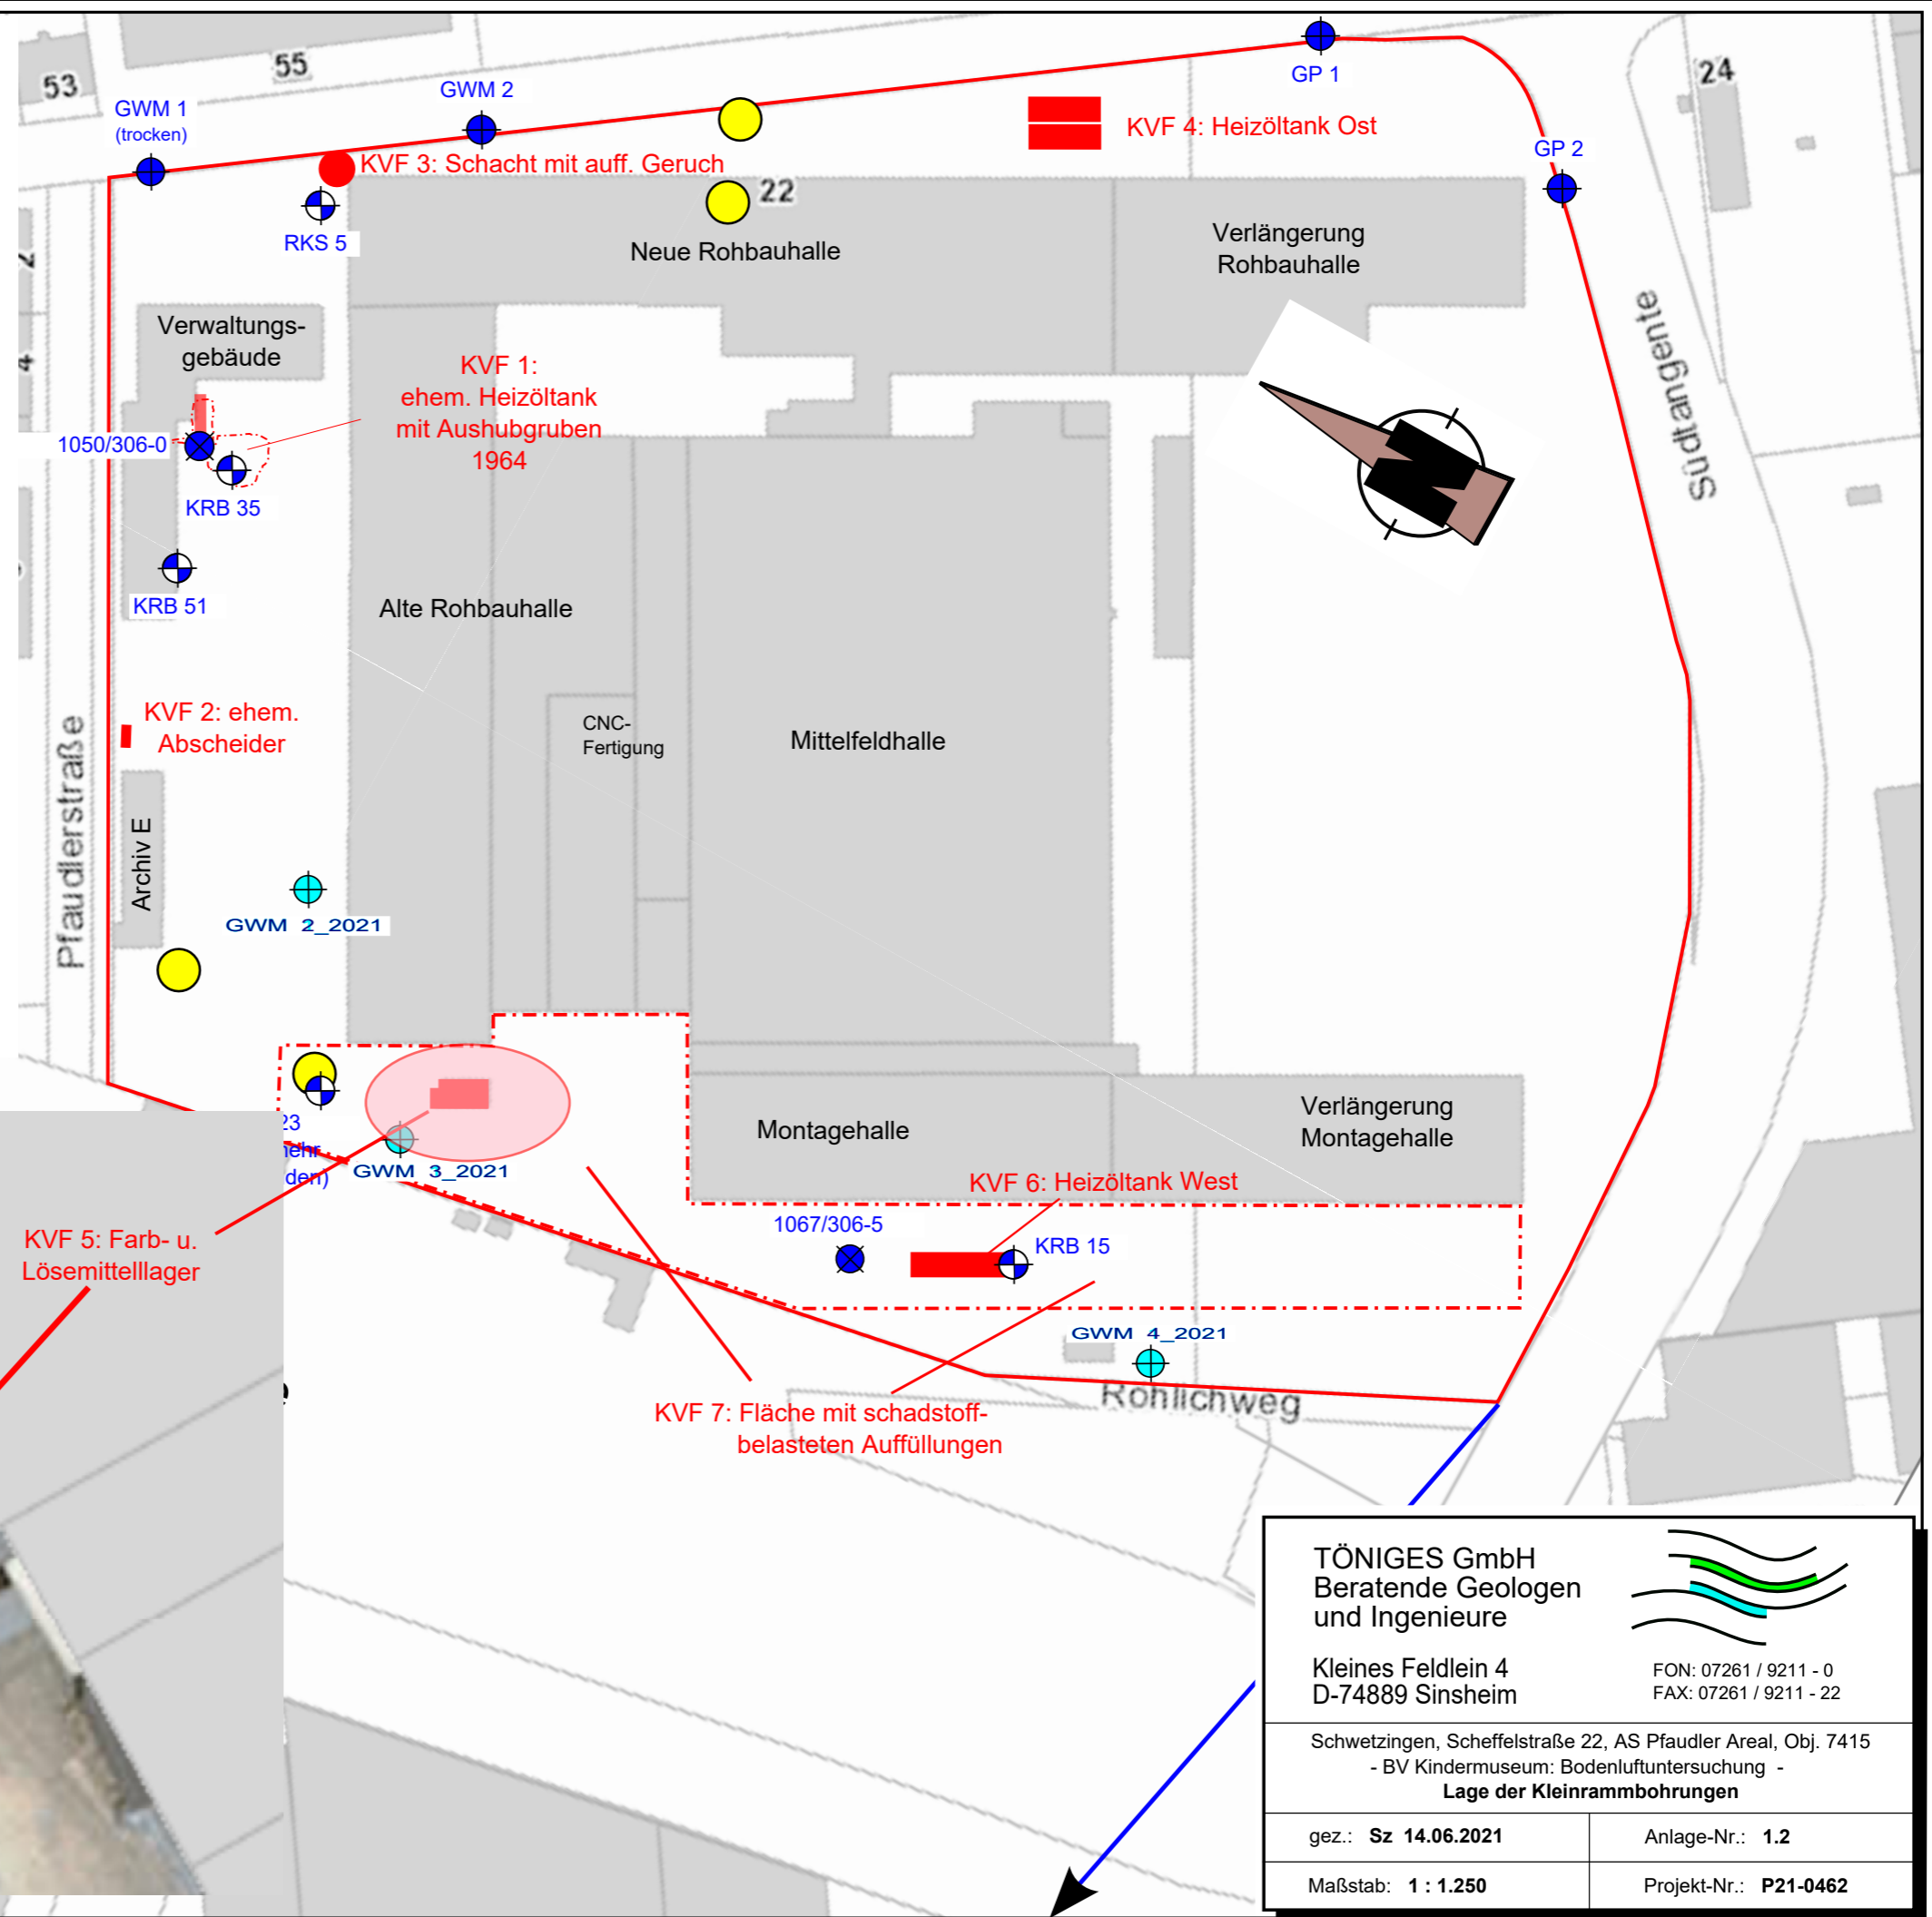 53
55
GWM 1
(trocken)
GWM 2
GP 1
24
KVF 3: Schacht mit auff. Geruch
KVF 4: Heizöltank Ost
GP 2
RKS 5
22
Neue Rohbauhalle
Verlängerung
Rohbauhalle
Verwaltungs-
gebäude
KVF 1:
ehem. Heizöltank
mit Aushubgruben
1964
4
Südtangente
1050/306-0
KRB 35
N
KRB 51
Alte Rohbauhalle
KVF 2: ehem.
Abscheider
CNC-
Fertigung
Mittelfeldhalle
Pfaudlerstraße
Archiv E
GWM 2_2021
23
den)
GWM 3_2021
Montagehalle
Verlängerung
Montagehalle
KVF 6: Heizöltank West
1067/306-5
KRB 15
KVF 5: Farb- u.
Lösemittelllager
GWM 4_2021
Rohlichweg
KVF 7: Fläche mit schadstoff-
belasteten Auffüllungen
TÖNIGES GmbH
Beratende Geologen
und Ingenieure
Kleines Feldlein 4
D-74889 Sinsheim
FON: 07261 / 9211 - 0
FAX: 07261 / 9211 - 22
Schwetzingen, Scheffelstraße 22, AS Pfaudler Areal, Obj. 7415
- BV Kindermuseum: Bodenluftuntersuchung -
Lage der Kleinrammbohrungen
gez.: Sz 14.06.2021
Anlage-Nr.: 1.2
Maßstab: 1 : 1.250
Projekt-Nr.: P21-0462